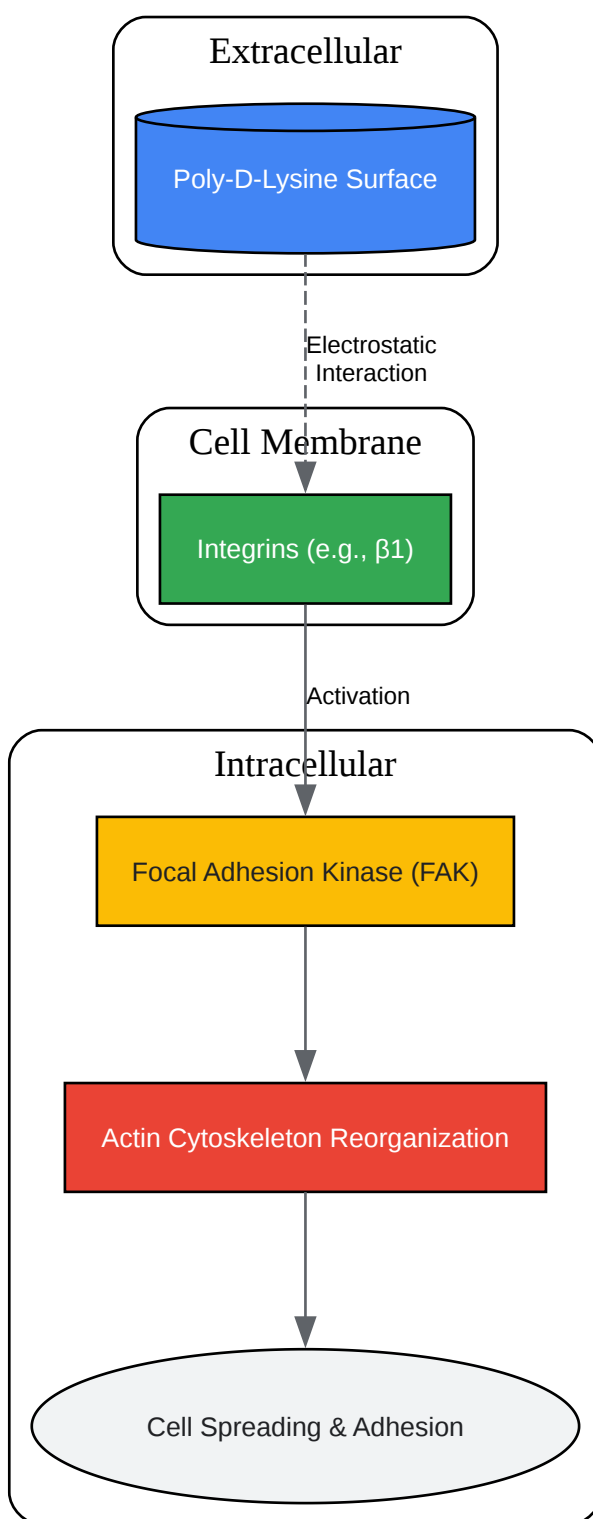 Extracellular
Poly-D-Lysine Surface
Electrostatic
Interaction
Cell Membrane
Integrins (e.g., β1)
Activation
Intracellular
Focal Adhesion Kinase (FAK)
Actin Cytoskeleton Reorganization
Cell Spreading & Adhesion